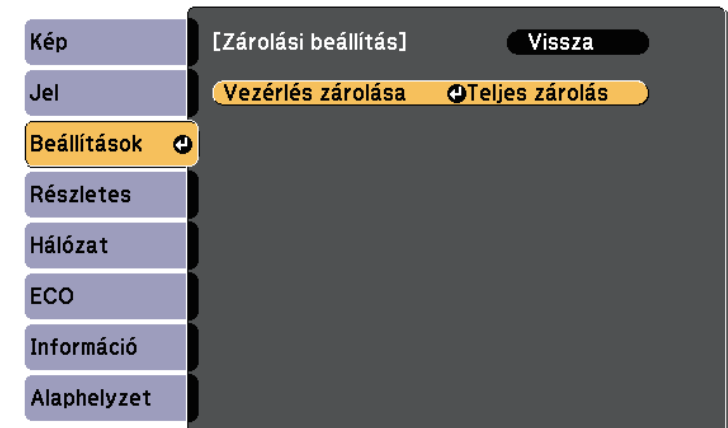 Kép
Jel
Beállítások
Részletes
Hálózat
ECO
Információ
Alaphelyzet
[Zárolási beállítás] Vissza
Vezérlés zárolása Teljes zárolás